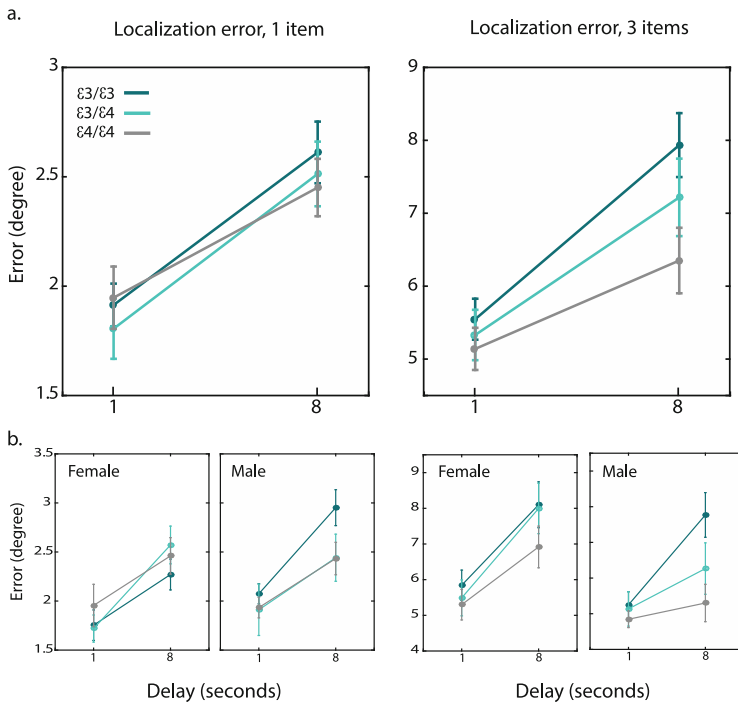 a.
Localization error, 1 item
Localization error, 3 items
3
2.5
2
1.5
Error (degree)
ε3/ε3
ε3/ε4
ε4/ε4
1
8
9
8
7
6
5
1
8
b.
3.5
3
2.5
2
1.5
Error (degree)
Female
1
8
Male
1
8
9
8
7
6
5
4
Female
1
8
Male
1
8
Delay (seconds)
Delay (seconds)